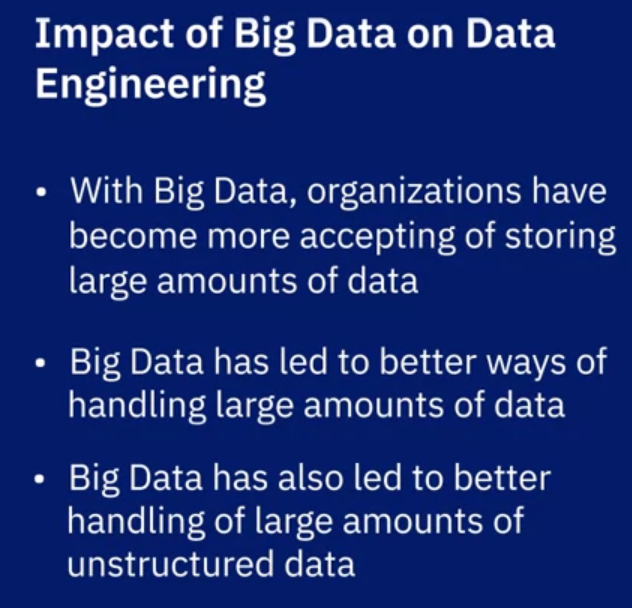 Impact of Big Data on Data
Engineering
• With Big Data, organizations have
become more accepting of storing
large amounts of data
• Big Data has led to better ways of
handling large amounts of data
• Big Data has also led to better
handling of large amounts of
unstructured data